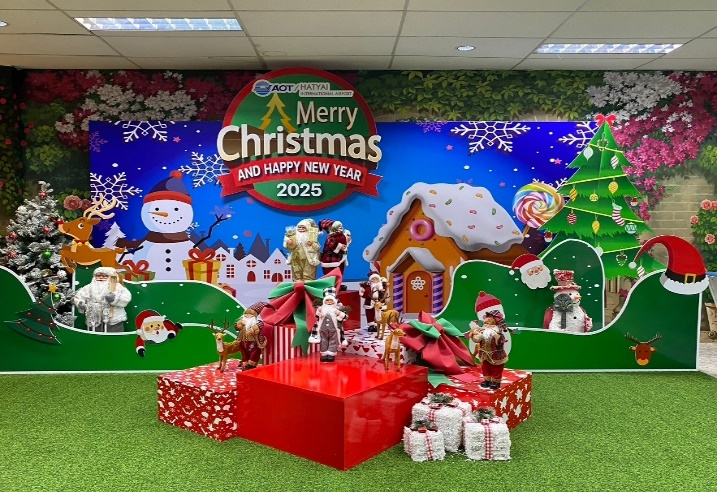 AOT HATYAI
INTERNATIONAL AIRPORT
Merry
Christmas
AND HAPPY NEW YEAR
2025